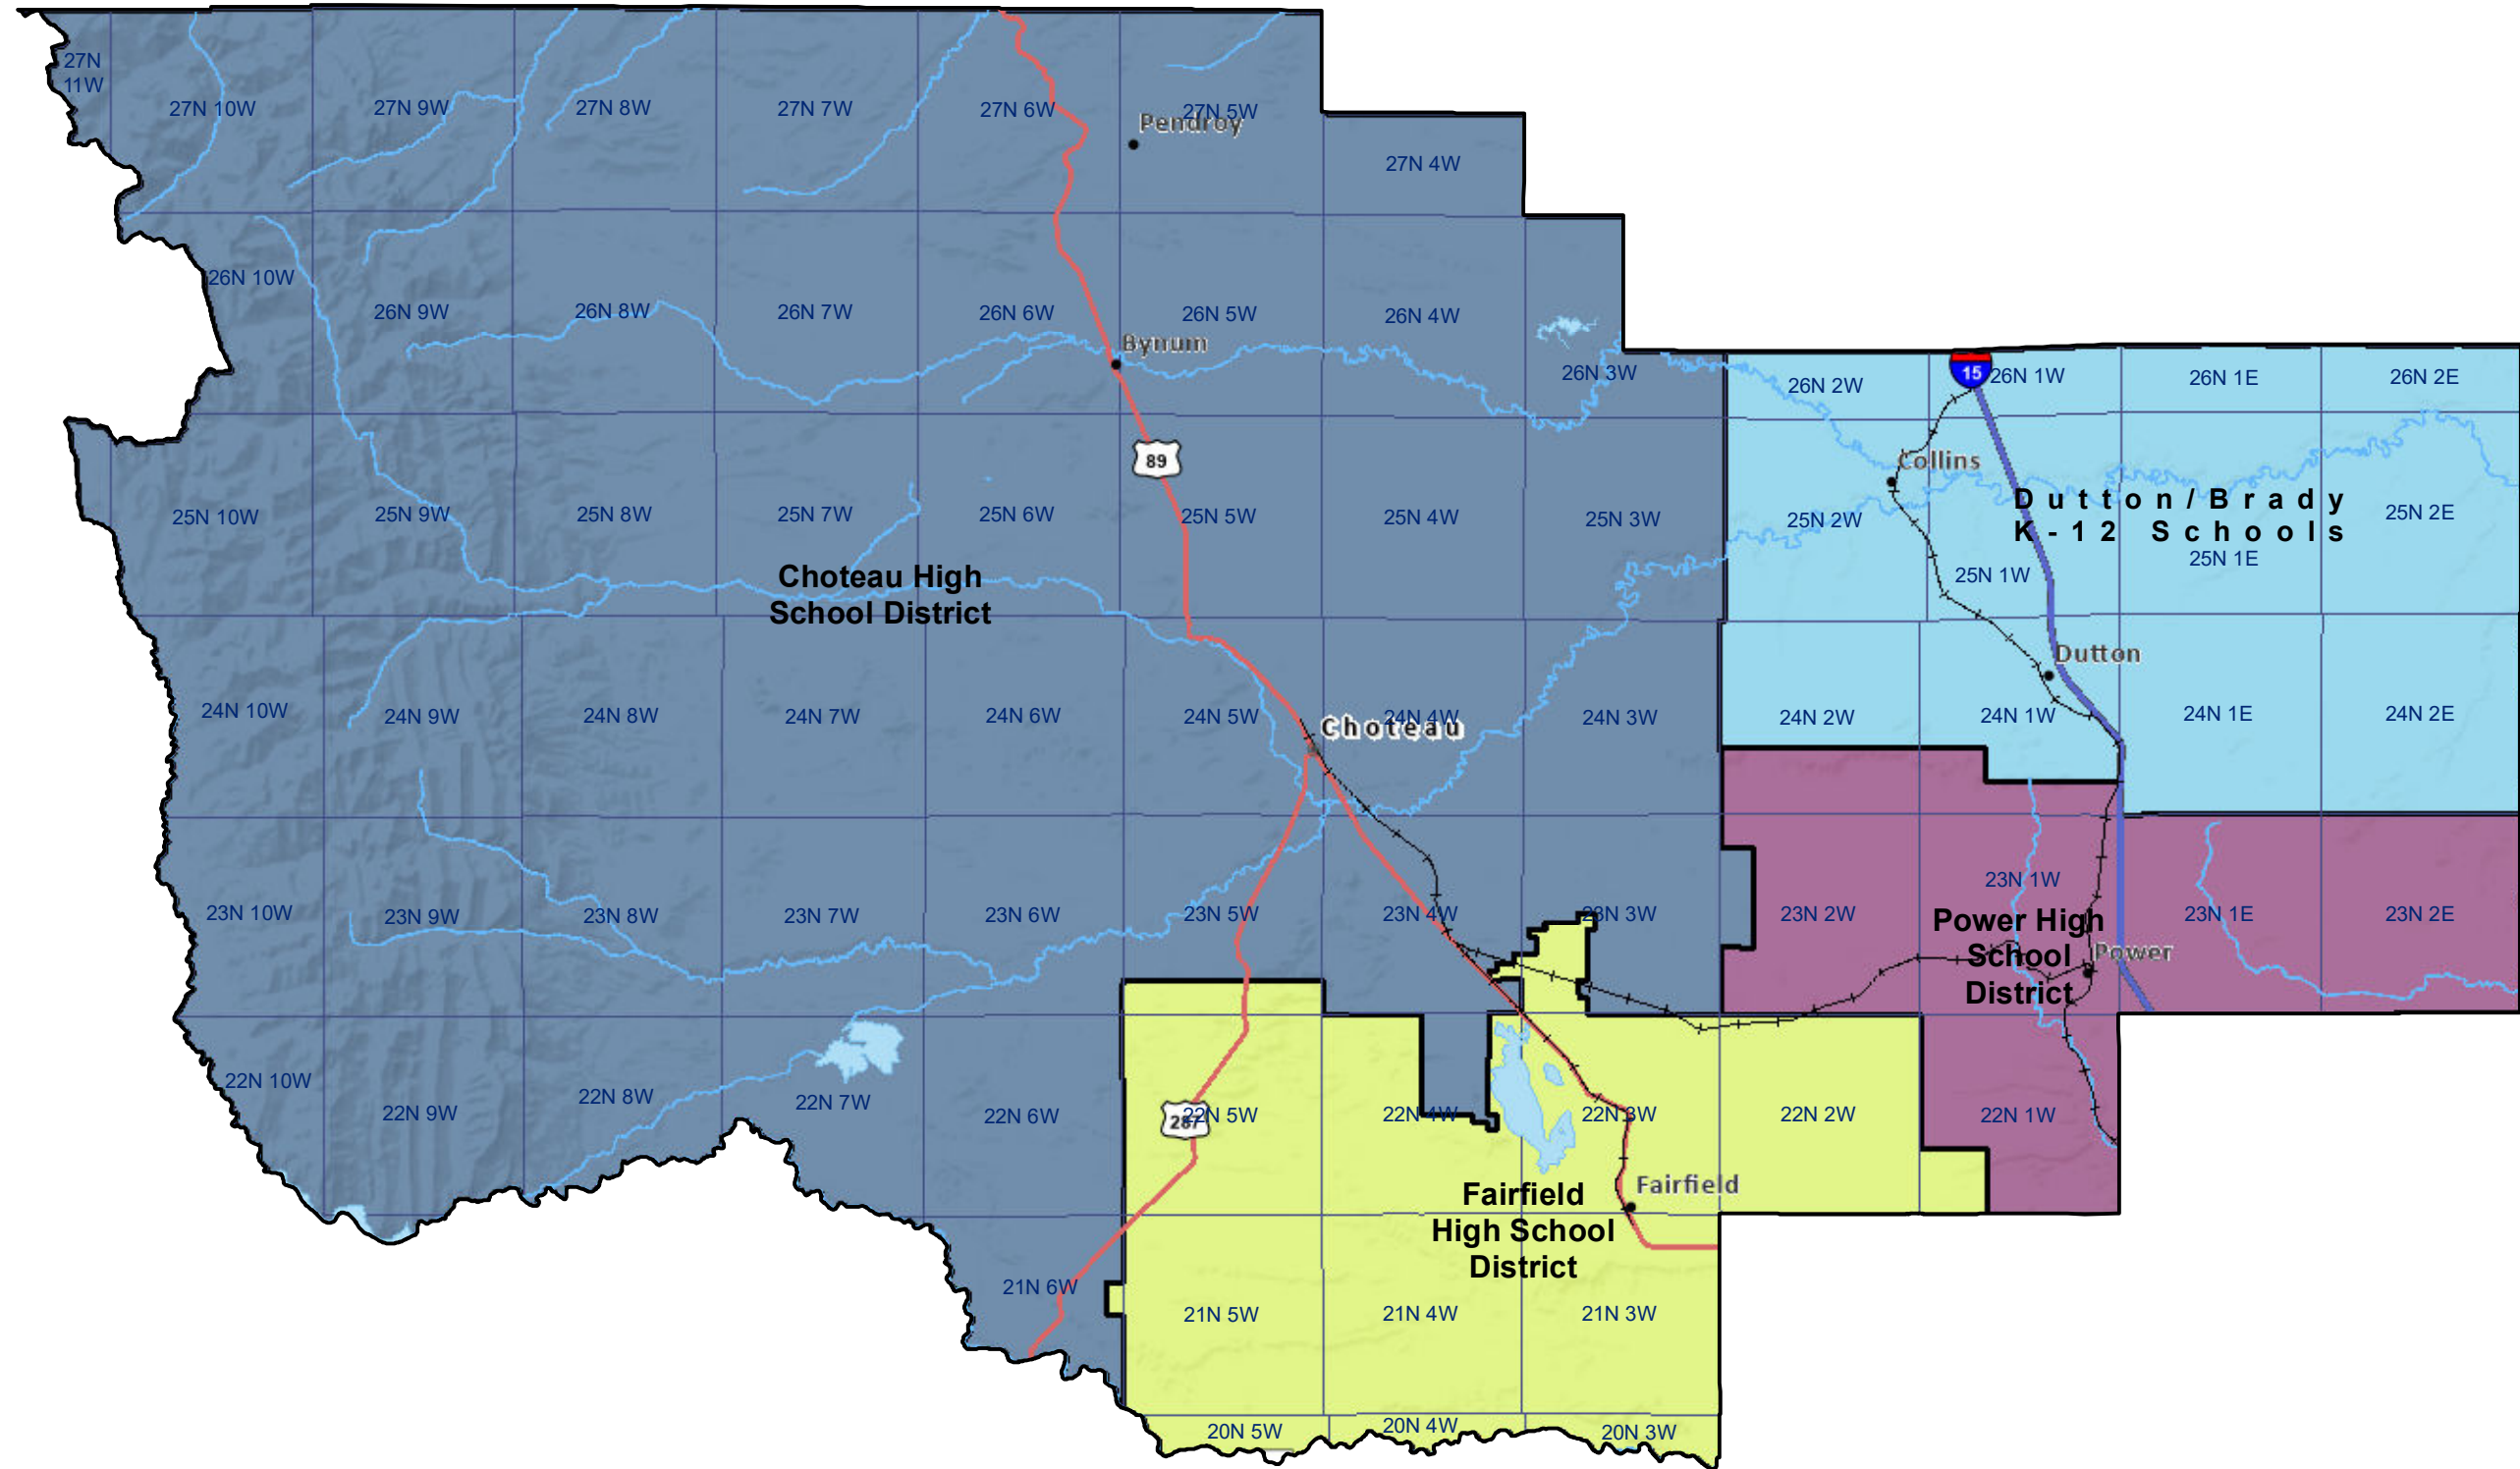 27N
11W
27N 10W
27N 9W
27N 8W
27N 7W
27N 6W
27N 5W
Pendroy
27N 4W
26N 10W
26N 9W
26N 8W
26N 7W
26N 6W
26N 5W
26N 4W
Bynum
26N 3W
26N 2W
15
26N 1W
26N 1E
26N 2E
89
Collins
Dutton/Brady
K-12 Schools
25N 10W
25N 9W
25N 8W
25N 7W
25N 6W
25N 5W
25N 4W
25N 3W
25N 2W
25N 2E
25N 1E
25N 1W
Choteau High
School District
Dutton
24N 10W
24N 9W
24N 8W
24N 7W
24N 6W
24N 5W
24N 4W
Choteau
24N 3W
24N 2W
24N 1W
24N 1E
24N 2E
23N 1W
23N 10W
23N 9W
23N 8W
23N 7W
23N 6W
23N 5W
23N 4W
23N 3W
23N 2W
23N 1E
23N 2E
Power High
School
District
Power
22N 10W
22N 9W
22N 8W
22N 7W
22N 6W
287
22N 5W
22N 4W
22N 3W
22N 2W
22N 1W
Fairfield
Fairfield
High School
District
21N 6W
21N 5W
21N 4W
21N 3W
20N 5W
20N 4W
20N 3W